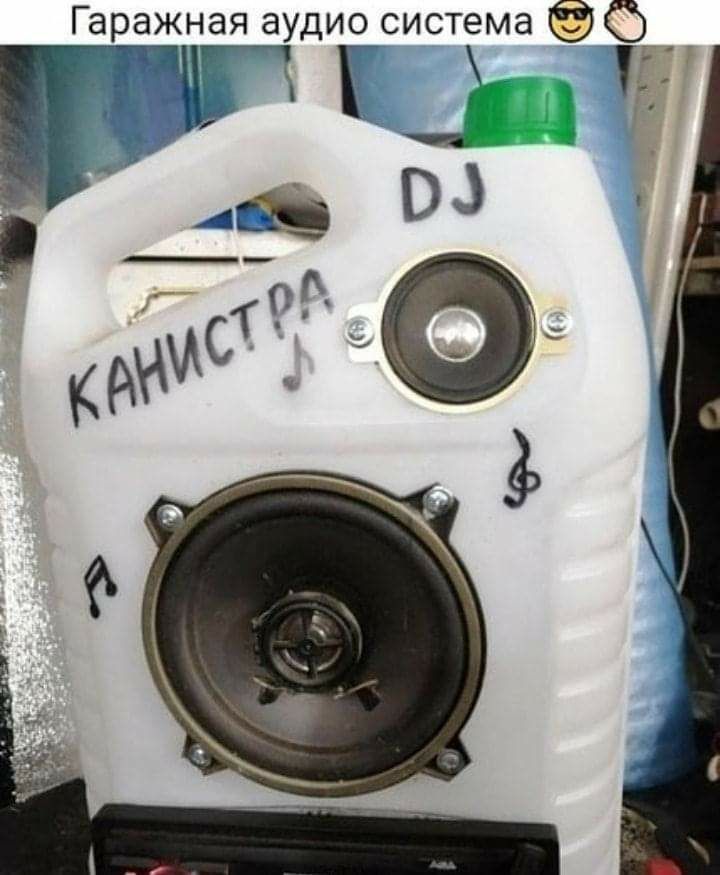 Гаражная аудио система 😎👏🏻
DJ
КАНИСТРА